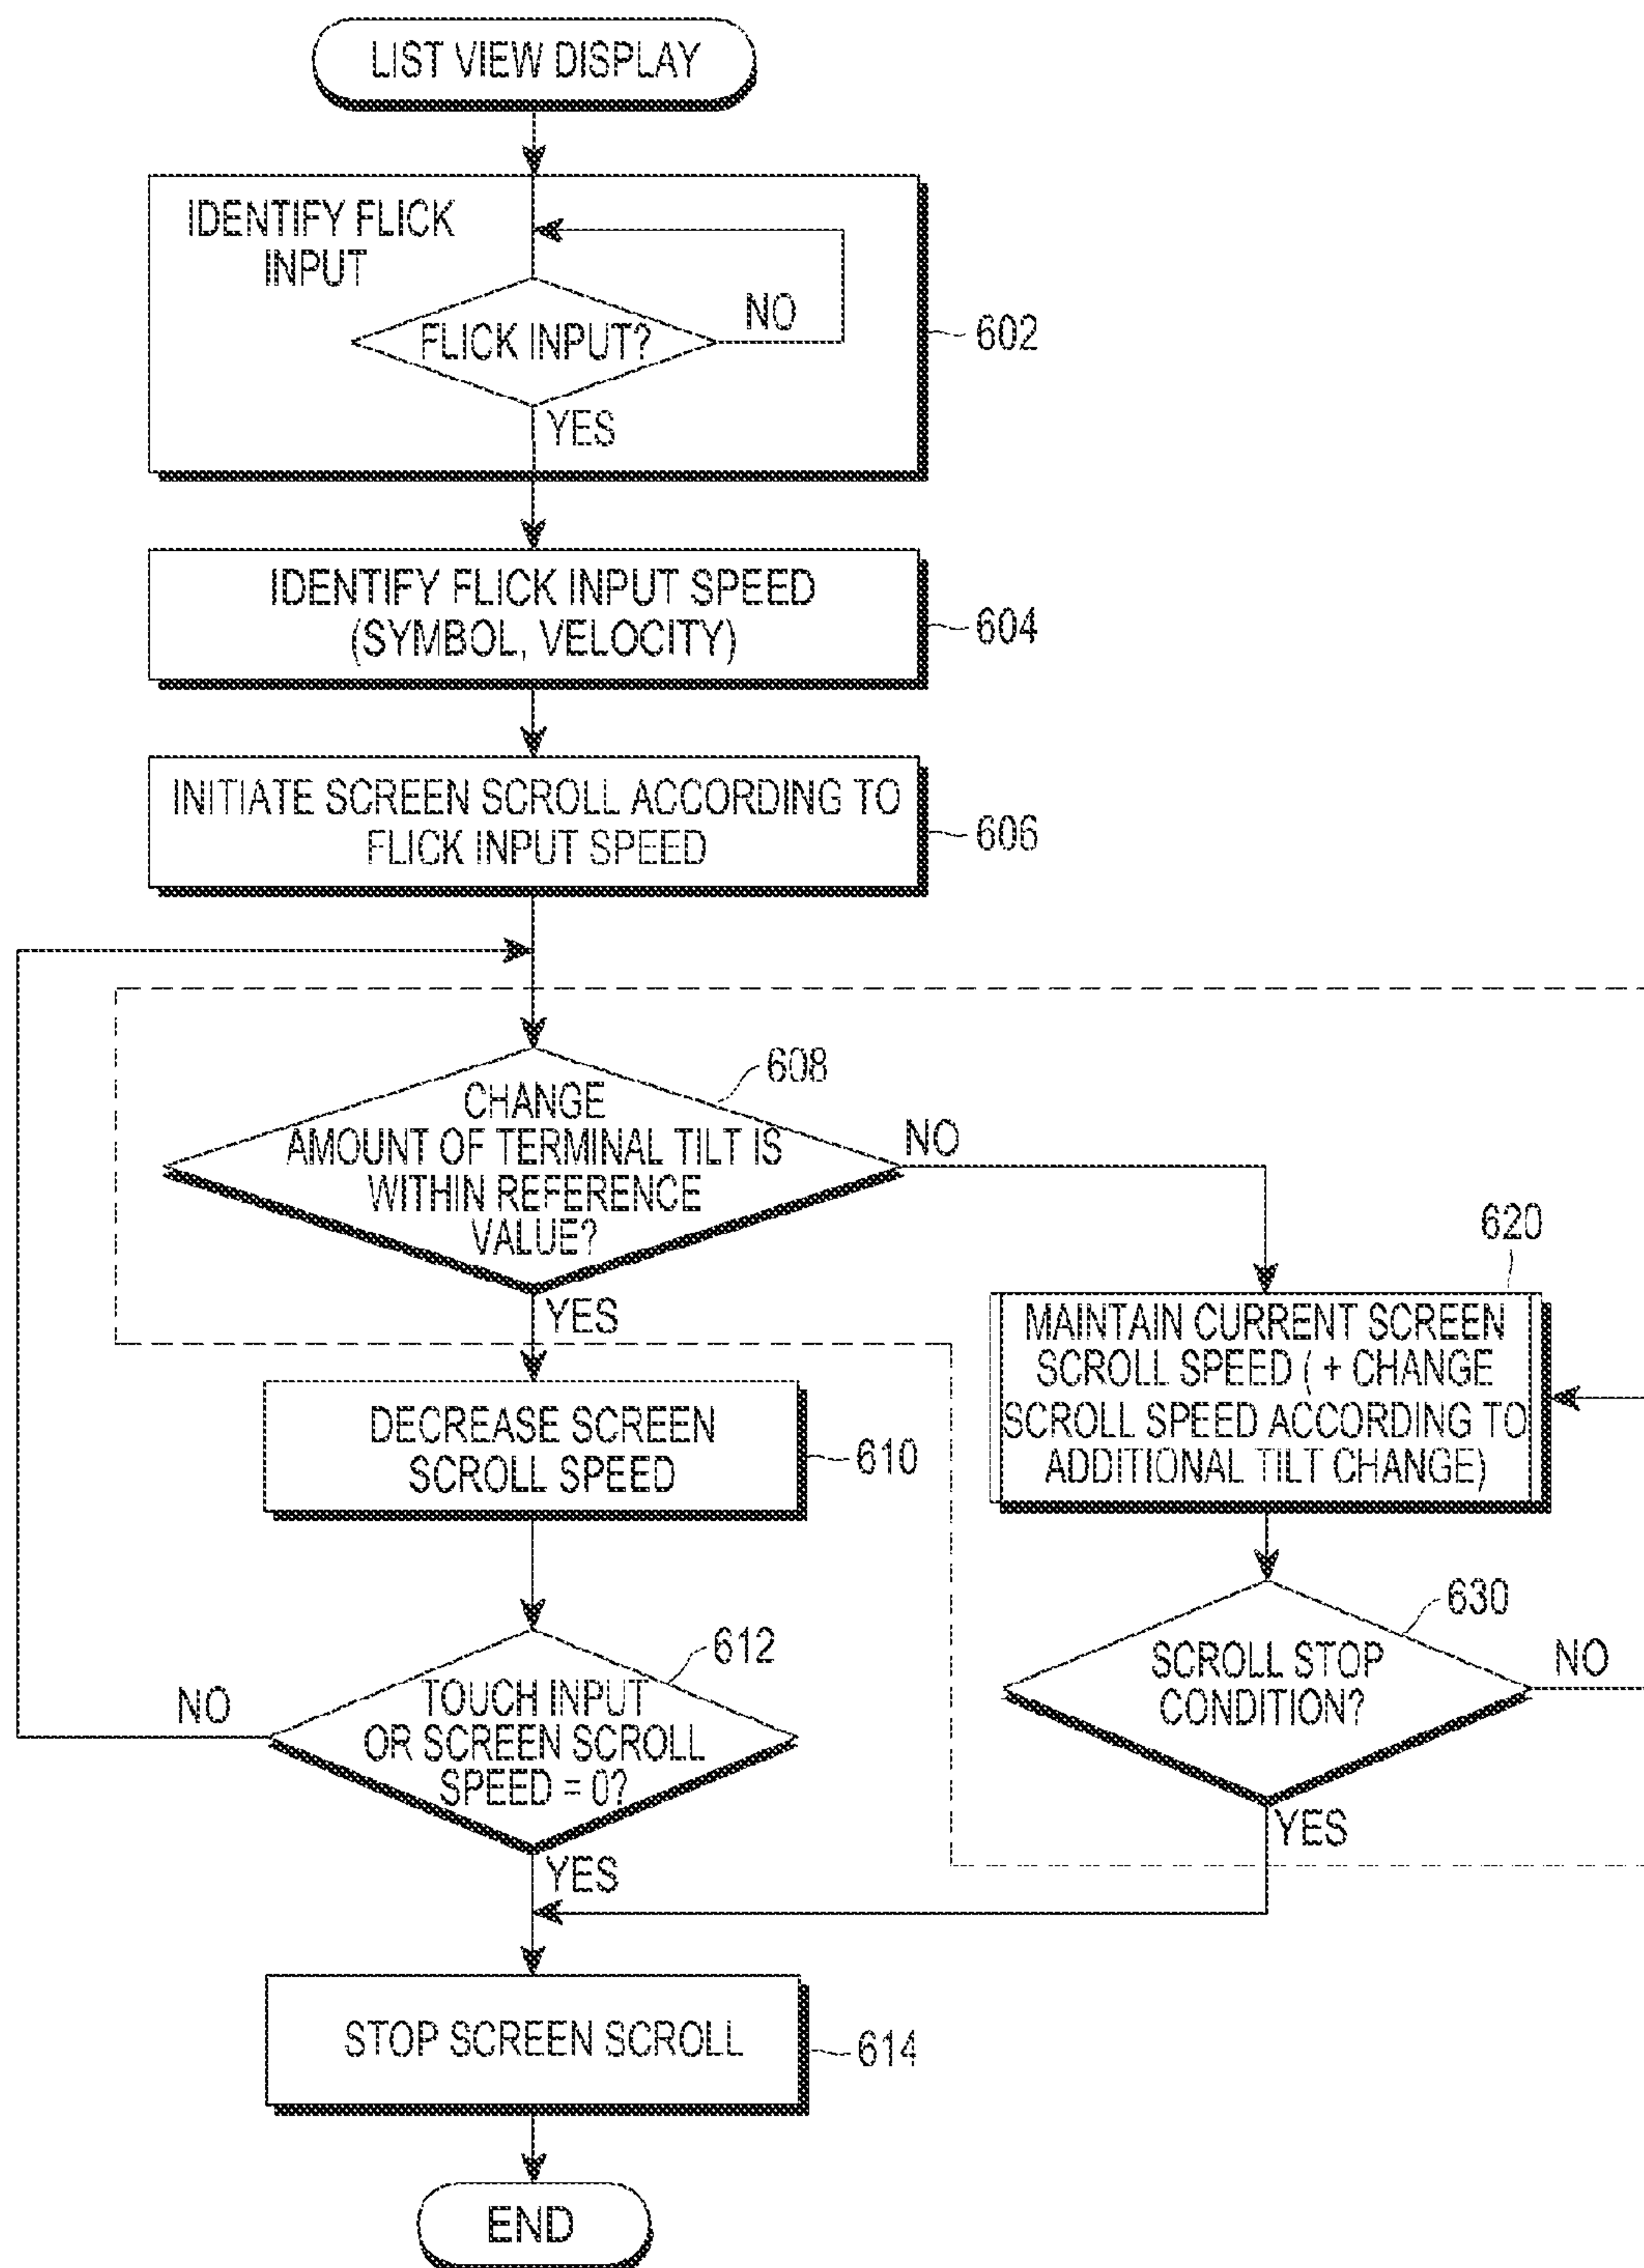 LIST VIEW DISPLAY
IDENTIFY FLICK
INPUT
FLICK INPUT?
NO
602
YES
IDENTIFY FLICK INPUT SPEED
(SYMBOL, VELOCITY)
604
INITIATE SCREEN SCROLL ACCORDING TO
FLICK INPUT SPEED
606
608
CHANGE
AMOUNT OF TERMINAL TILT IS
WITHIN REFERENCE
VALUE?
NO
YES
620
MAINTAIN CURRENT SCREEN
SCROLL SPEED ( + CHANGE
SCROLL SPEED ACCORDING TO
ADDITIONAL TILT CHANGE)
DECREASE SCREEN
SCROLL SPEED
610
630
SCROLL STOP
CONDITION?
NO
YES
612
TOUCH INPUT
OR SCREEN SCROLL
SPEED = 0?
NO
YES
STOP SCREEN SCROLL
614
END